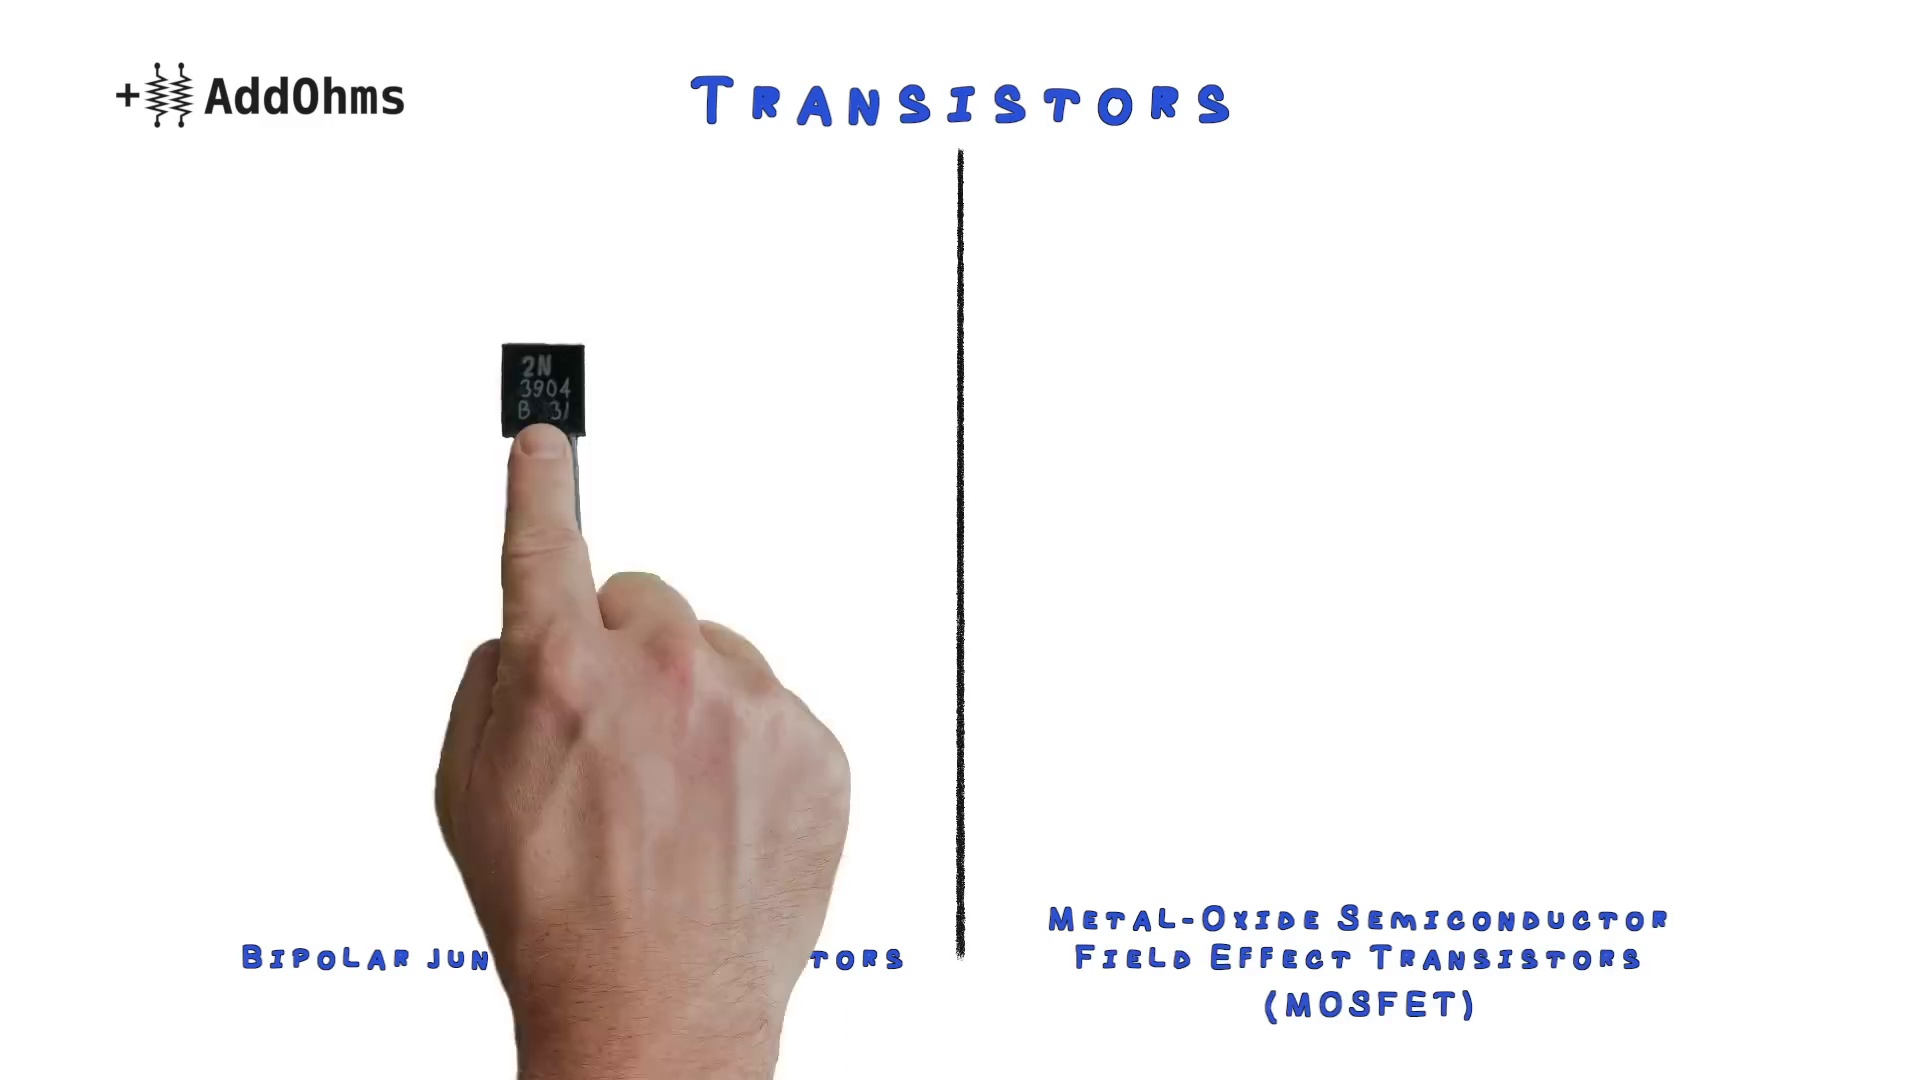 + AddOhms
TRANSISTORS
2N
3904
B 31
BIPOLAR JUN TORS
METAL-OXIDE SEMICONDUCTOR
FIELD EFFECT TRANSISTORS
(MOSFET)